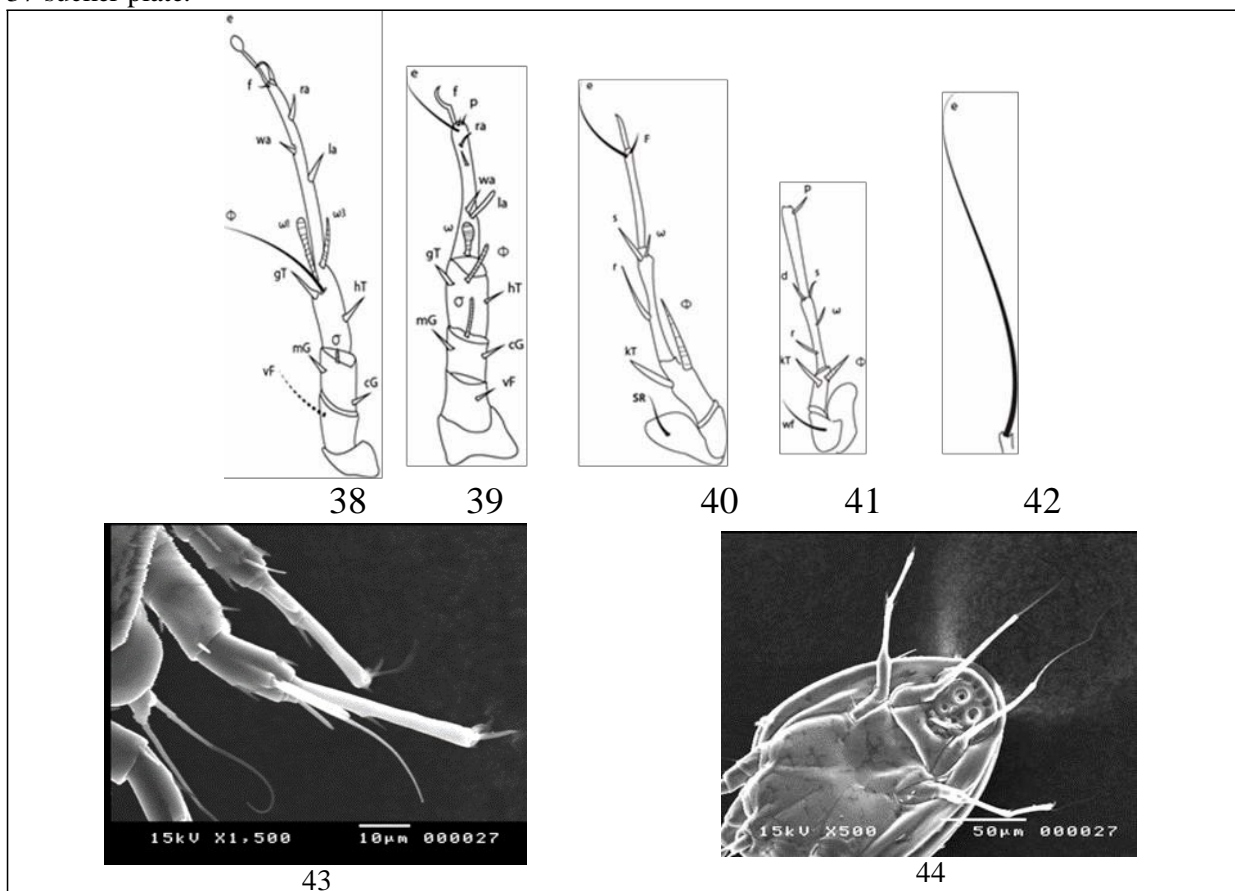 37 sucker plate.
e
f
ra
wa
la
Φ
ω1
ω3
gT
hT
σ
mG
vF
cG
e
f
p
ra
wa
la
ω
gT
Φ
hT
σ
mG
cG
vF
e
F
s
ω
r
Φ
kT
SR
p
d
s
ω
r
kT
Φ
wf
e
38 39 40 41 42
15kV X1,500 10μm 000027
15kV X500 50μm 000027
43
44